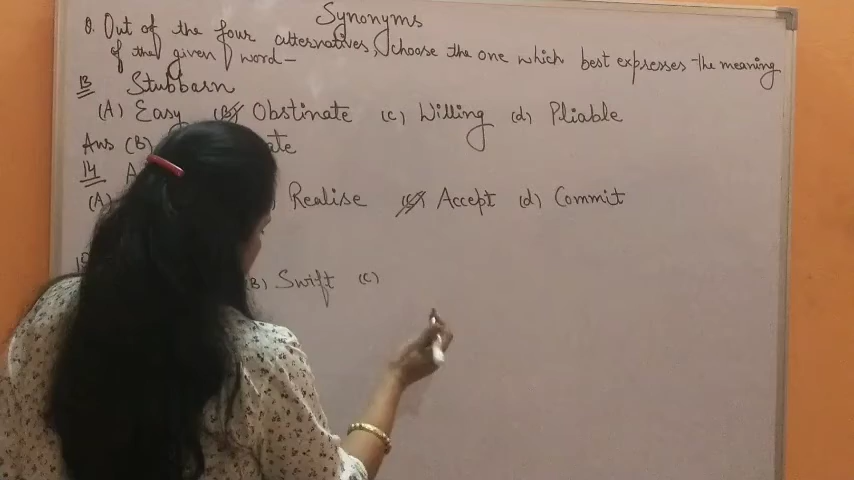 Synonyms
Q. Out of the four alternatives, choose the one which best expresses the meaning
of the given word-
13 Stubbarn
(A) Easy (B) Obstinate (c) Willing (d) Pliable
Ans (B)
14 A
(A) Realise (c) Accept (d) Commit
(B) Swift (c)